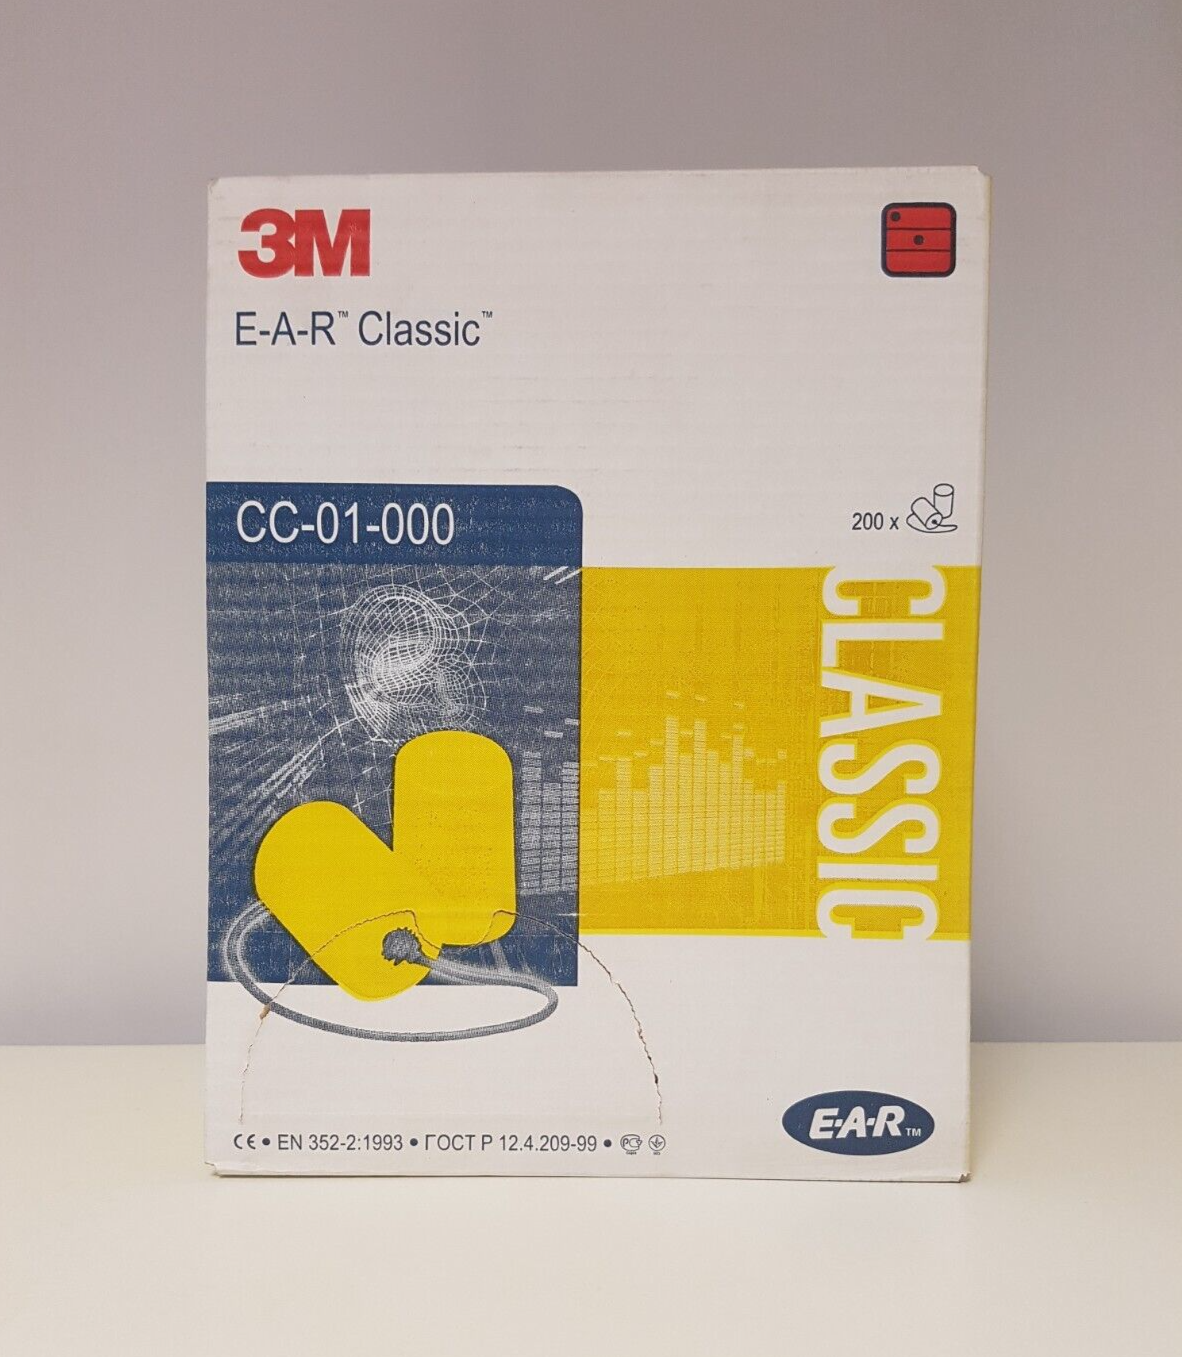 3M
E-A-R™ Classic™
CC-01-000
200 x
CLASSIC
CE • EN 352-2:1993 • ГОСТ Р 12.4.209-99 •
E·A·R™